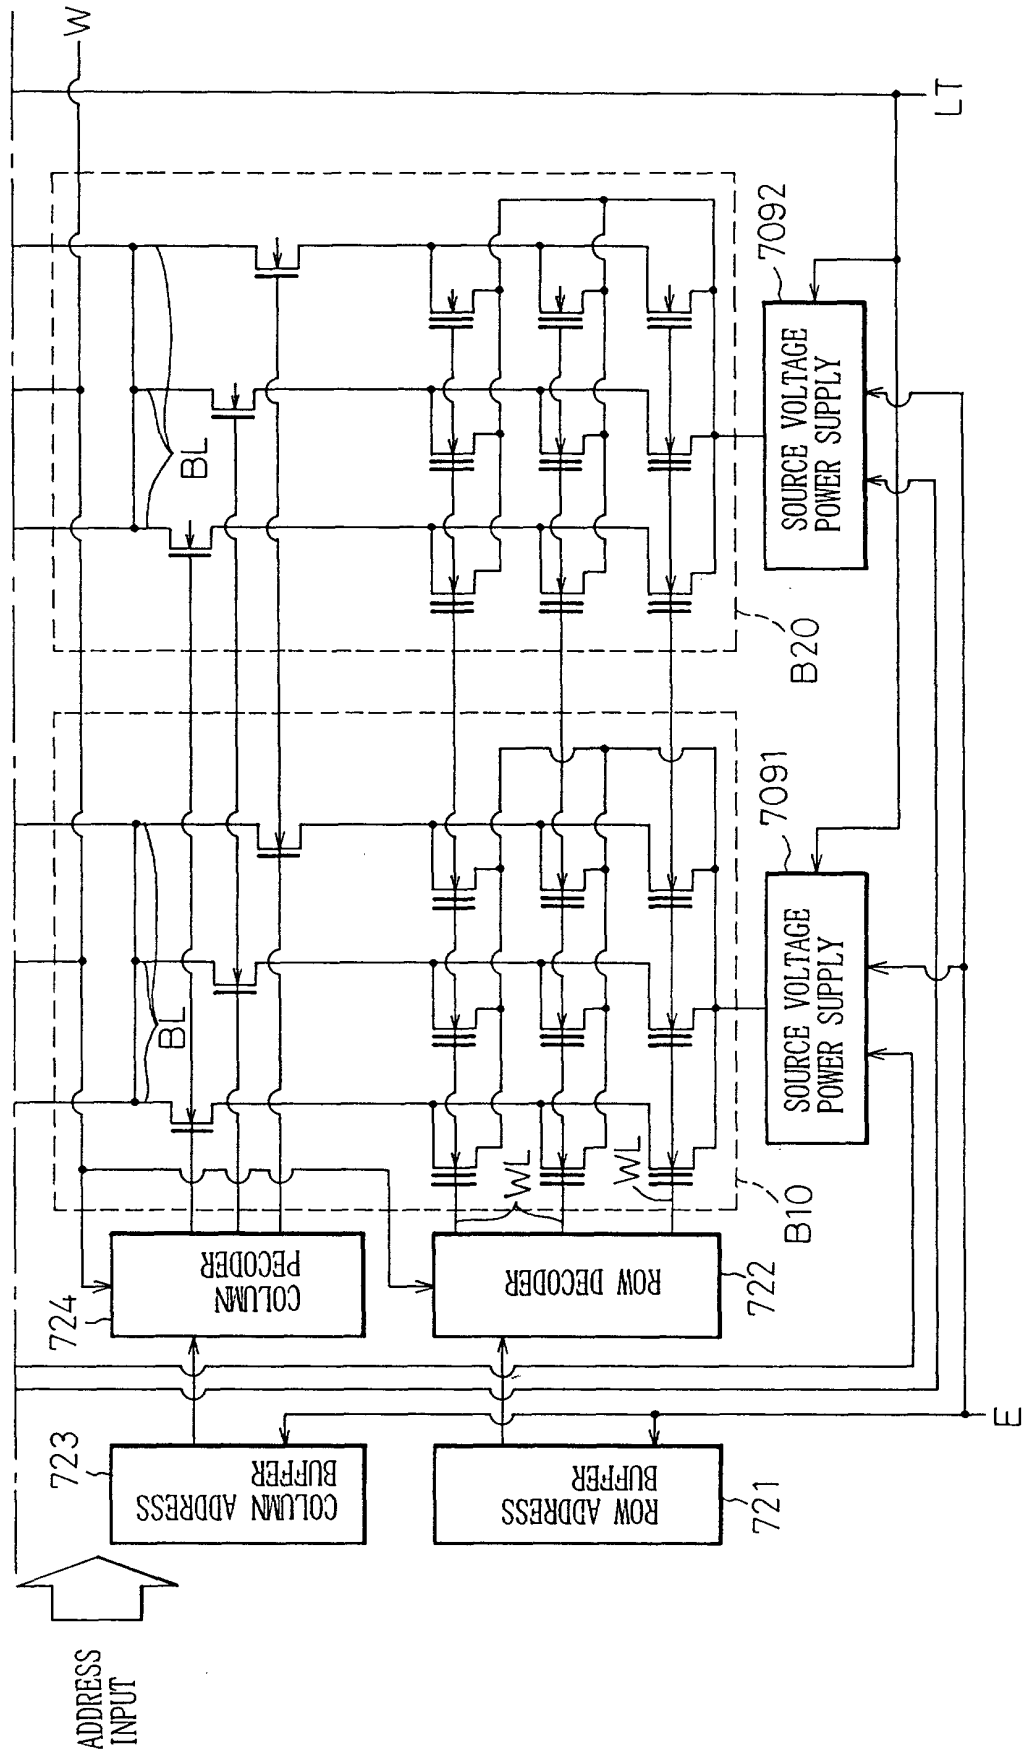 ADDRESS
INPUT
723
COLUMN ADDRESS
BUFFER
724
COLUMN
PECODER
BL
BL
W
ROW ADDRESS
BUFFER
721
ROW DECODER
722
WL
WL
B10
B20
7091
SOURCE VOLTAGE
POWER SUPPLY
7092
SOURCE VOLTAGE
POWER SUPPLY
E
LT